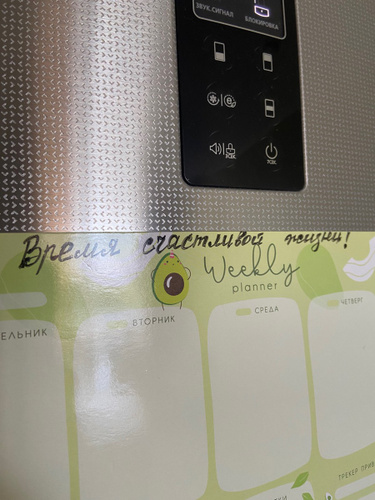 ЗВУК.СИГНАЛ БЛОКИРОВКА
Время счастливой жизни!
Weekly
planner
ЕЛЬНИК ВТОРНИК СРЕДА ЧЕТВЕРГ